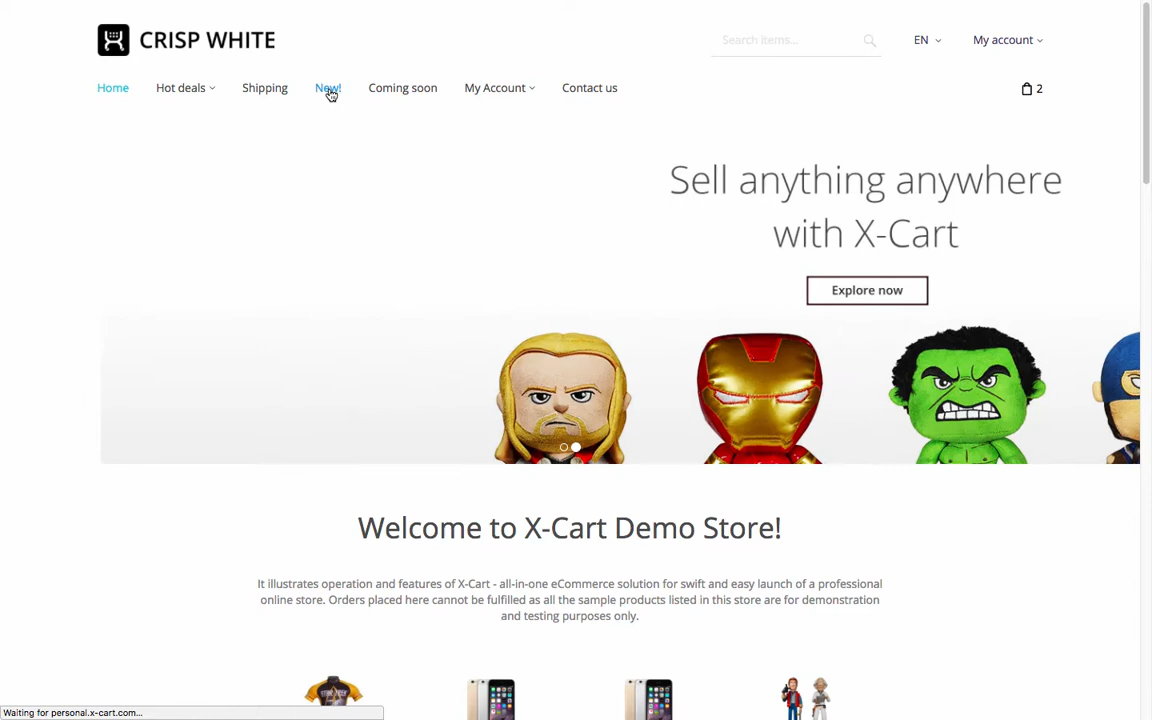 CRISP WHITE
Search items...
EN
My account
Home
Hot deals
Shipping
New!
Coming soon
My Account
Contact us
2
Sell anything anywhere
with X-Cart
Explore now
Welcome to X-Cart Demo Store!
It illustrates operation and features of X-Cart - all-in-one eCommerce solution for swift and easy launch of a professional
online store. Orders placed here cannot be fulfilled as all the sample products listed in this store are for demonstration
and testing purposes only.
Waiting for personal.x-cart.com...